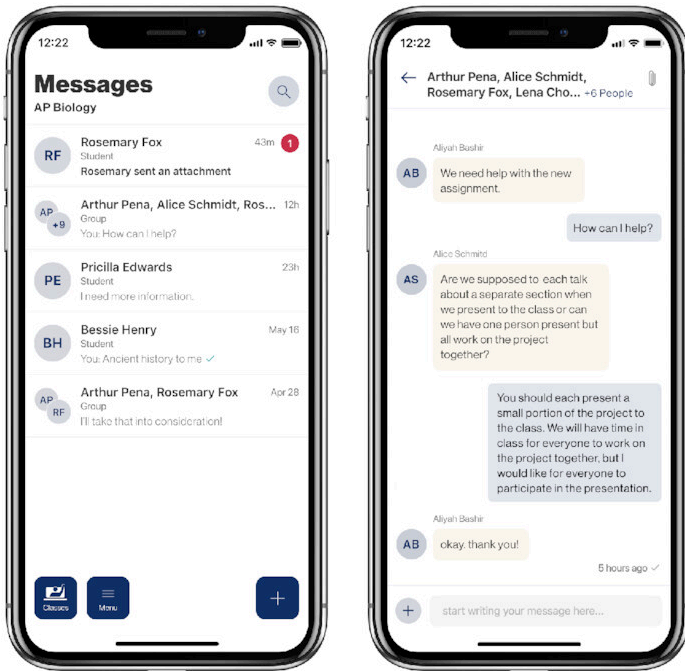 12:22
Messages
AP Biology
RF
Rosemary Fox
43m
1
Student
Rosemary sent an attachment
AP
+9
Arthur Pena, Alice Schmidt, Ros...
12h
Group
You: How can I help?
PE
Pricilla Edwards
23h
Student
I need more information.
BH
Bessie Henry
May 16
Student
You: Ancient history to me ✓
AP
RF
Arthur Pena, Rosemary Fox
Apr 28
Group
I'll take that into consideration!
Classes
Menu
+
12:22
Arthur Pena, Alice Schmidt,
Rosemary Fox, Lena Cho... +6 People
Aliyah Bashir
AB
We need help with the new
assignment.
How can I help?
Alice Schmitd
AS
Are we supposed to each talk
about a separate section when
we present to the class or can
we have one person present but
all work on the project
together?
You should each present a
small portion of the project to
the class. We will have time in
class for everyone to work on
the project together, but I
would like for everyone to
participate in the presentation.
Aliyah Bashir
AB
okay. thank you!
5 hours ago ✓
+
start writing your message here...